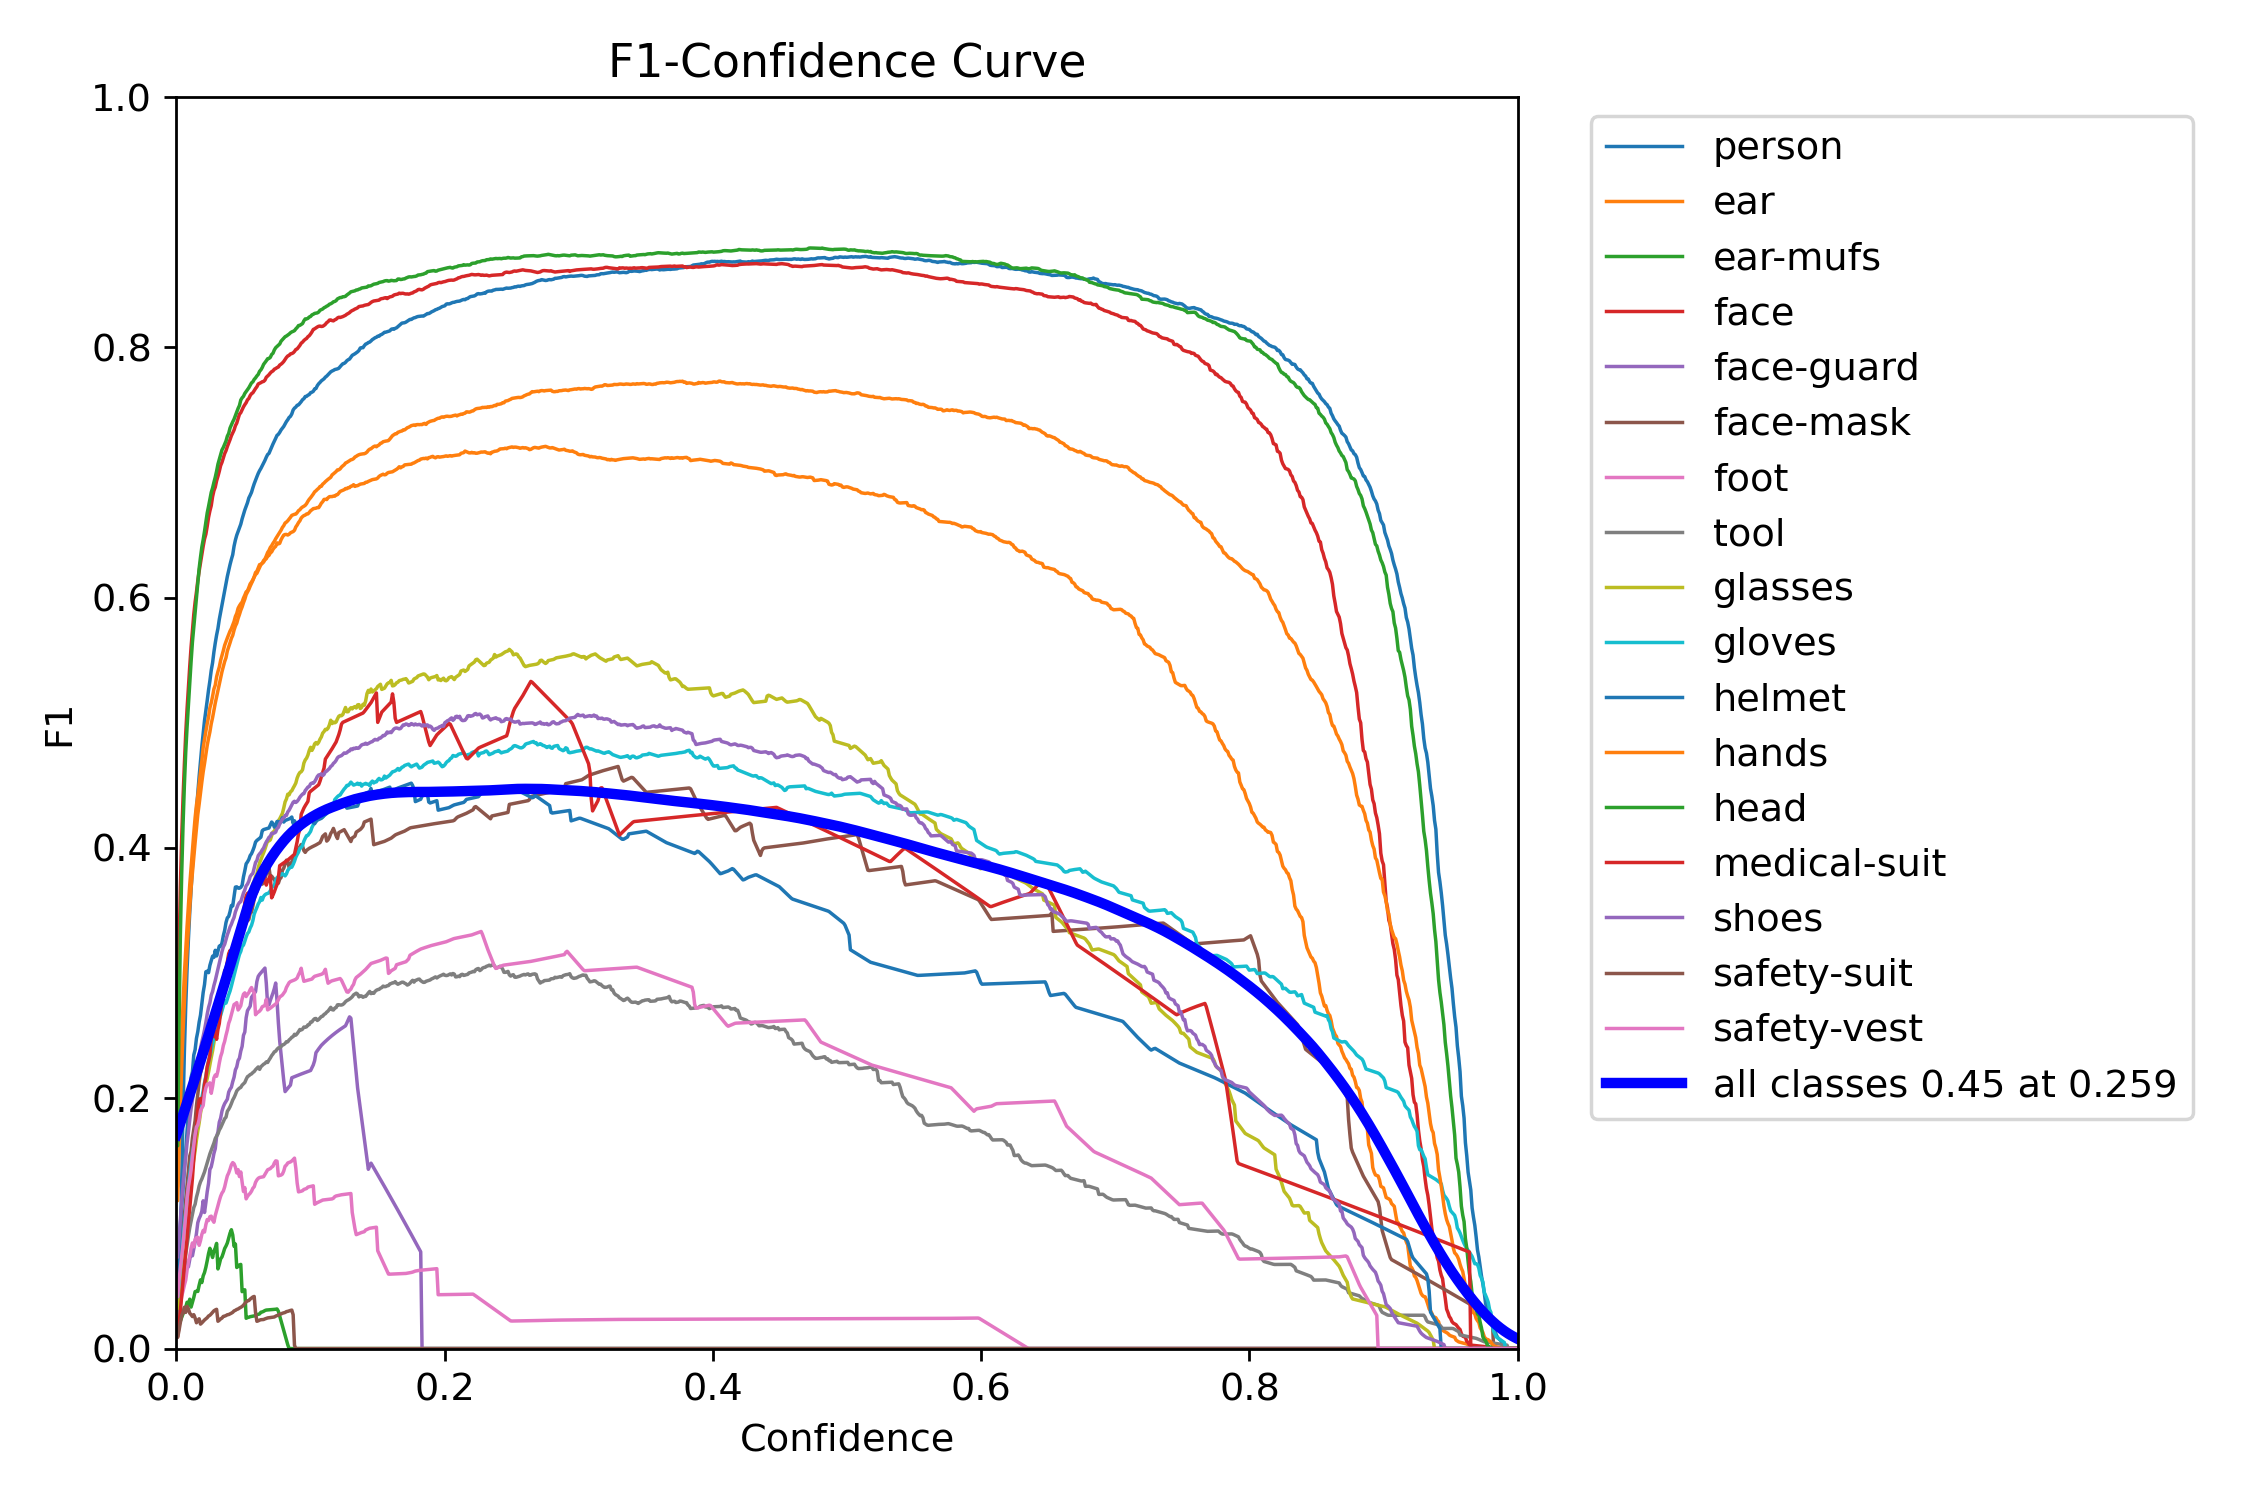 F1-Confidence Curve
1.0
0.8
0.6
0.4
0.2
0.0
F1
0.0 0.2 0.4 0.6 0.8 1.0
Confidence
person
ear
ear-mufs
face
face-guard
face-mask
foot
tool
glasses
gloves
helmet
hands
head
medical-suit
shoes
safety-suit
safety-vest
all classes 0.45 at 0.259